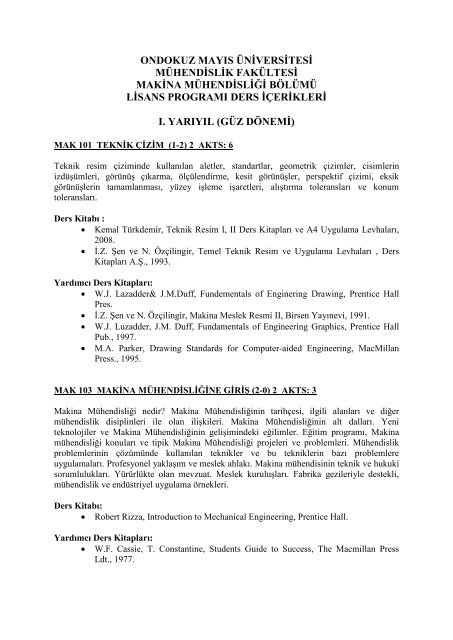 ONDOKUZ MAYIS ÜNİVERSİTESİ
MÜHENDİSLİK FAKÜLTESİ
MAKİNA MÜHENDİSLİĞİ BÖLÜMÜ
LİSANS PROGRAMI DERS İÇERİKLERİ
I. YARIYIL (GÜZ DÖNEMİ)
MAK 101 TEKNİK ÇİZİM (1-2) 2 AKTS: 6
Teknik resim çiziminde kullanılan aletler, standartlar, geometrik çizimler, cisimlerin
izdüşümleri, görünüş çıkarma, ölçülendirme, kesit görünüşler, perspektif çizimi, eksik
görünüşlerin tamamlanması, yüzey işleme işaretleri, alıştırma toleransları ve konum
toleransları.
Ders Kitabı :
• Kemal Türkdemir, Teknik Resim I, II Ders Kitapları ve A4 Uygulama Levhaları,
2008.
• İ.Z. Şen ve N. Özçilingir, Temel Teknik Resim ve Uygulama Levhaları , Ders
Kitapları A.Ş., 1993.
Yardımcı Ders Kitapları:
• W.J. Lazadder& J.M.Duff, Fundementals of Enginering Drawing, Prentice Hall
Pres.
• İ.Z. Şen ve N. Özçilingir, Makina Meslek Resmi II, Birsen Yayınevi, 1991.
• W.J. Luzadder, J.M. Duff, Fundamentals of Engineering Graphics, Prentice Hall
Pub., 1997.
• M.A. Parker, Drawing Standards for Computer-aided Engineering, MacMillan
Press., 1995.
MAK 103 MAKİNA MÜHENDİSLİĞİNE GİRİŞ (2-0) 2 AKTS: 3
Makina Mühendisliği nedir? Makina Mühendisliğinin tarihçesi, ilgili alanları ve diğer
mühendislik disiplinleri ile olan ilişkileri. Makina Mühendisliğinin alt dalları. Yeni
teknolojiler ve Makina Mühendisliğinin gelişimindeki eğilimler. Eğitim programı, Makina
mühendisliği konuları ve tipik Makina Mühendisliği projeleri ve problemleri. Mühendislik
problemlerinin çözümünde kullanılan teknikler ve bu tekniklerin bazı problemlere
uygulamaları. Profesyonel yaklaşım ve meslek ahlakı. Makina mühendisinin teknik ve hukuki
sorumlulukları. Yürürlükte olan mevzuat. Meslek kuruluşları. Fabrika gezileriyle destekli,
mühendislik ve endüstriyel uygulama örnekleri.
Ders Kitabı:
• Robert Rizza, Introduction to Mechanical Engineering, Prentice Hall.
Yardımcı Ders Kitapları:
• W.F. Cassie, T. Constantine, Students Guide to Success, The Macmillan Press
Ldt., 1977.